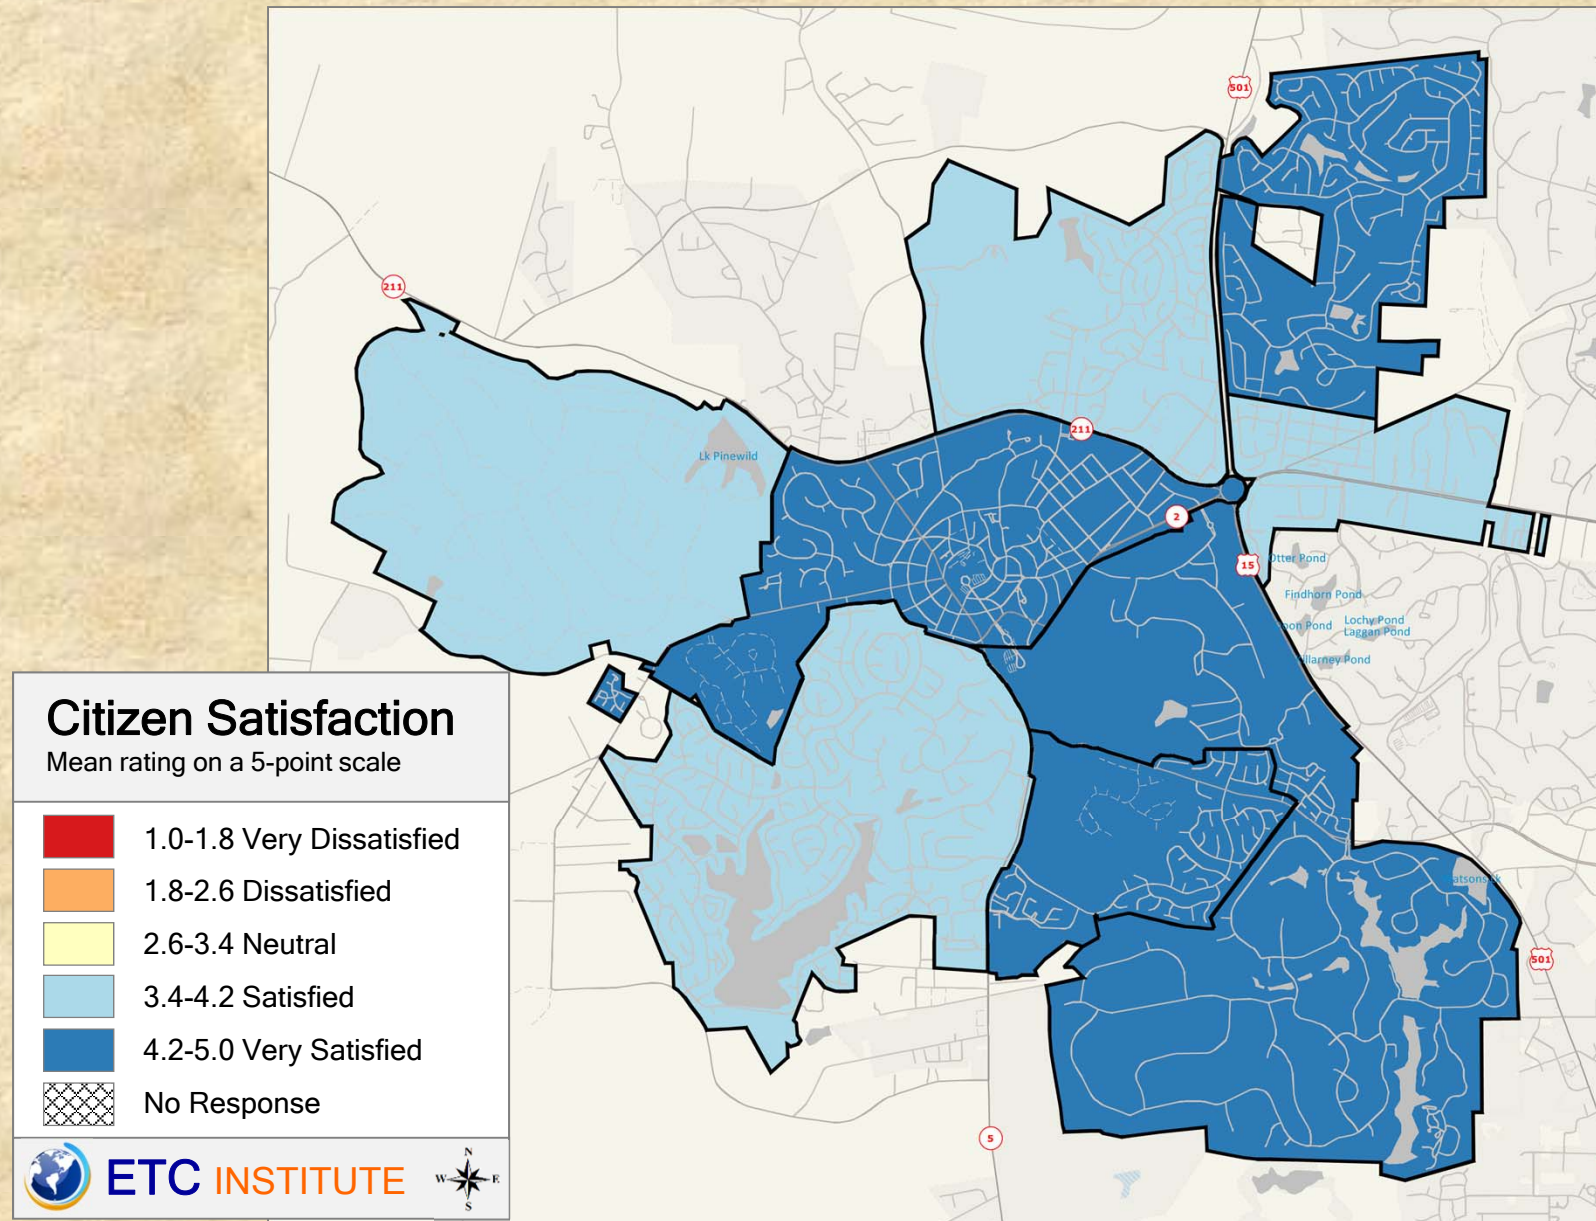 501
211
211
Lk Pinewild
2
15
Otter Pond
Findhorn Pond
Lochy Pond
Laggan Pond
Pond
Pond
501
5
Citizen Satisfaction
Mean rating on a 5-point scale
1.0-1.8 Very Dissatisfied
1.8-2.6 Dissatisfied
2.6-3.4 Neutral
3.4-4.2 Satisfied
4.2-5.0 Very Satisfied
No Response
ETC INSTITUTE
N
W E
S